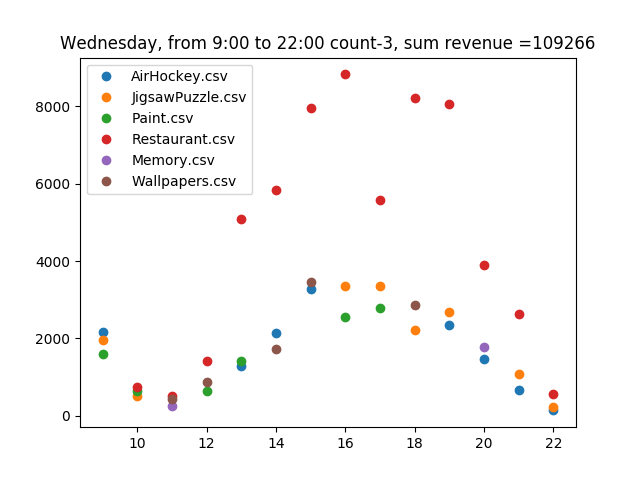 Wednesday, from 9:00 to 22:00 count-3, sum revenue =109266
AirHockey.csv
JigsawPuzzle.csv
Paint.csv
Restaurant.csv
Memory.csv
Wallpapers.csv
8000
6000
4000
2000
0
10 12 14 16 18 20 22